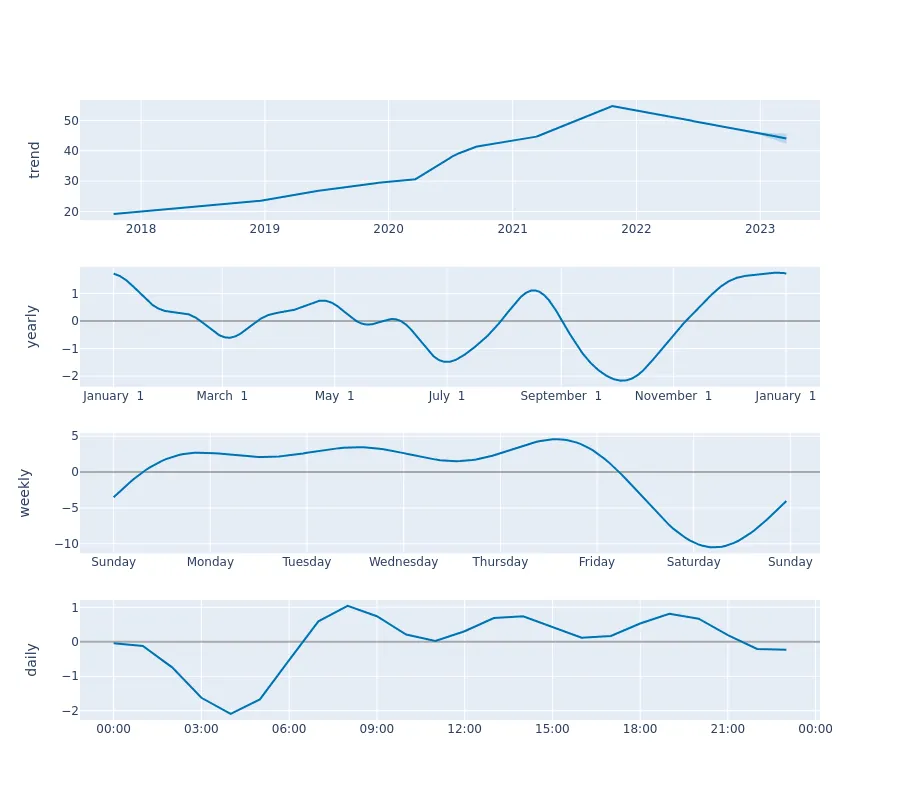 trend
50
40
30
20
2018 2019 2020 2021 2022 2023
yearly
1
0
−1
−2
January 1 March 1 May 1 July 1 September 1 November 1 January 1
weekly
5
0
−5
−10
Sunday Monday Tuesday Wednesday Thursday Friday Saturday Sunday
daily
1
0
−1
−2
00:00 03:00 06:00 09:00 12:00 15:00 18:00 21:00 00:00